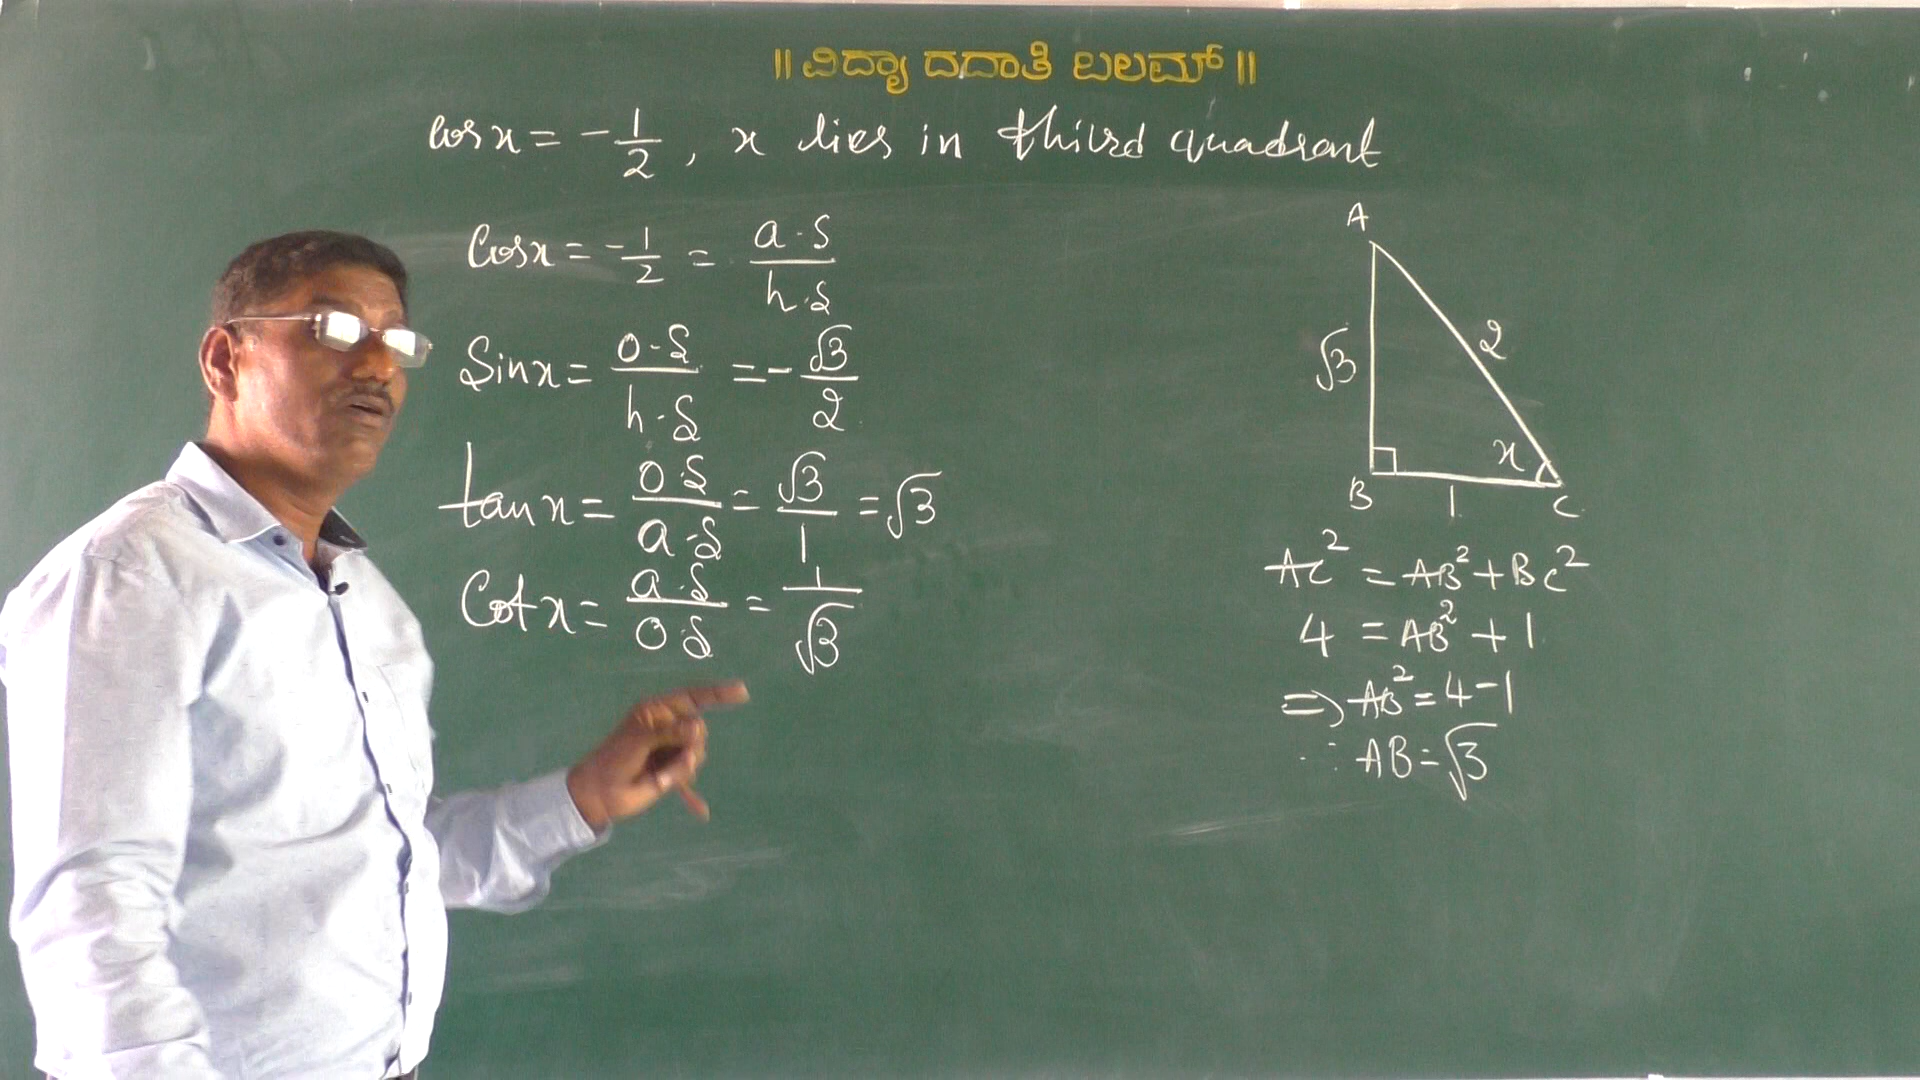 ॥ ವಿದ್ಯಾ ದದಾತಿ ಬಲಮ್ ॥
Cos x = - 1/2 , x lies in third quadrant
Cos x = - 1/2 = a.s / h.s
Sin x = o.s / h.s = - √3 / 2
tan x = o.s / a.s = √3 / 1 = √3
Cot x = a.s / o.s = 1 / √3
A
√3
2
x
B
1
C
AC² = AB² + BC²
4 = AB² + 1
⇒ AB² = 4 - 1
∴ AB = √3